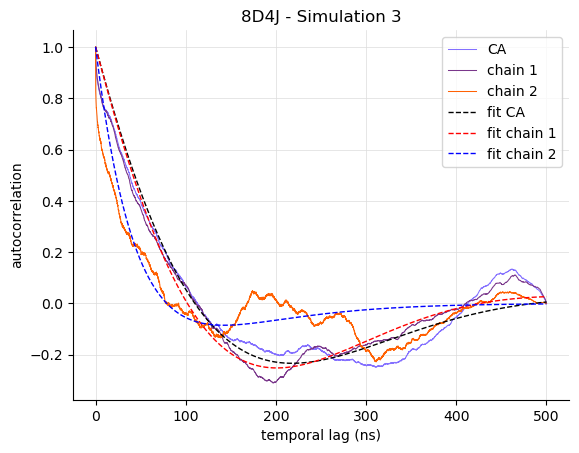 8D4J - Simulation 3
CA
chain 1
chain 2
fit CA
fit chain 1
fit chain 2
1.0
0.8
0.6
0.4
0.2
0.0
−0.2
autocorrelation
0
100
200
300
400
500
temporal lag (ns)